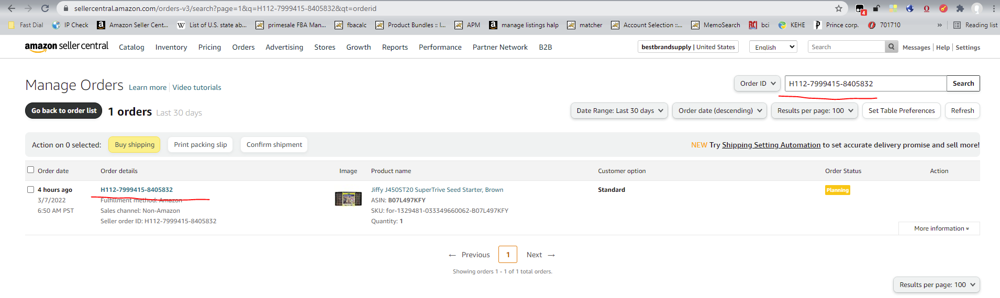 sellercentral.amazon.com/orders-v3/search?page=1&q=H112-7999415-8405832&qt=orderid
4
Fast Dial IP Check Amazon Seller Cent... List of U.S. state ab... primesale FBA Man... fbacalc Product Bundles :: l... APM manage listings halp matcher Account Selection ::... MemoSearch bci KEHE Prince corp. 701710 » Reading list
amazon seller central Catalog Inventory Pricing Orders Advertising Stores Growth Reports Performance Partner Network B2B bestbrandsupply | United States English Search Messages | Help | Settings
Manage Orders Learn more | Video tutorials Order ID H112-7999415-8405832 Search
Go back to order list 1 orders Last 30 days Date Range: Last 30 days Order date (descending) Results per page: 100 Set Table Preferences Refresh
Action on 0 selected: Buy shipping Print packing slip Confirm shipment NEW Try Shipping Setting Automation to set accurate delivery promise and sell more!
Order date Order details Image Product name Customer option Order Status Action
4 hours ago H112-7999415-8405832 Jiffy J450ST20 SuperTrive Seed Starter, Brown Standard Planning
3/7/2022 Fulfillment method: Amazon ASIN: B07L497KFY
6:50 AM PST Sales channel: Non-Amazon SKU: for-1329481-033349660062-B07L497KFY
Seller order ID: H112-7999415-8405832 Quantity: 1
More information
← Previous 1 Next →
Showing orders 1 - 1 of 1 total orders.
Results per page: 100